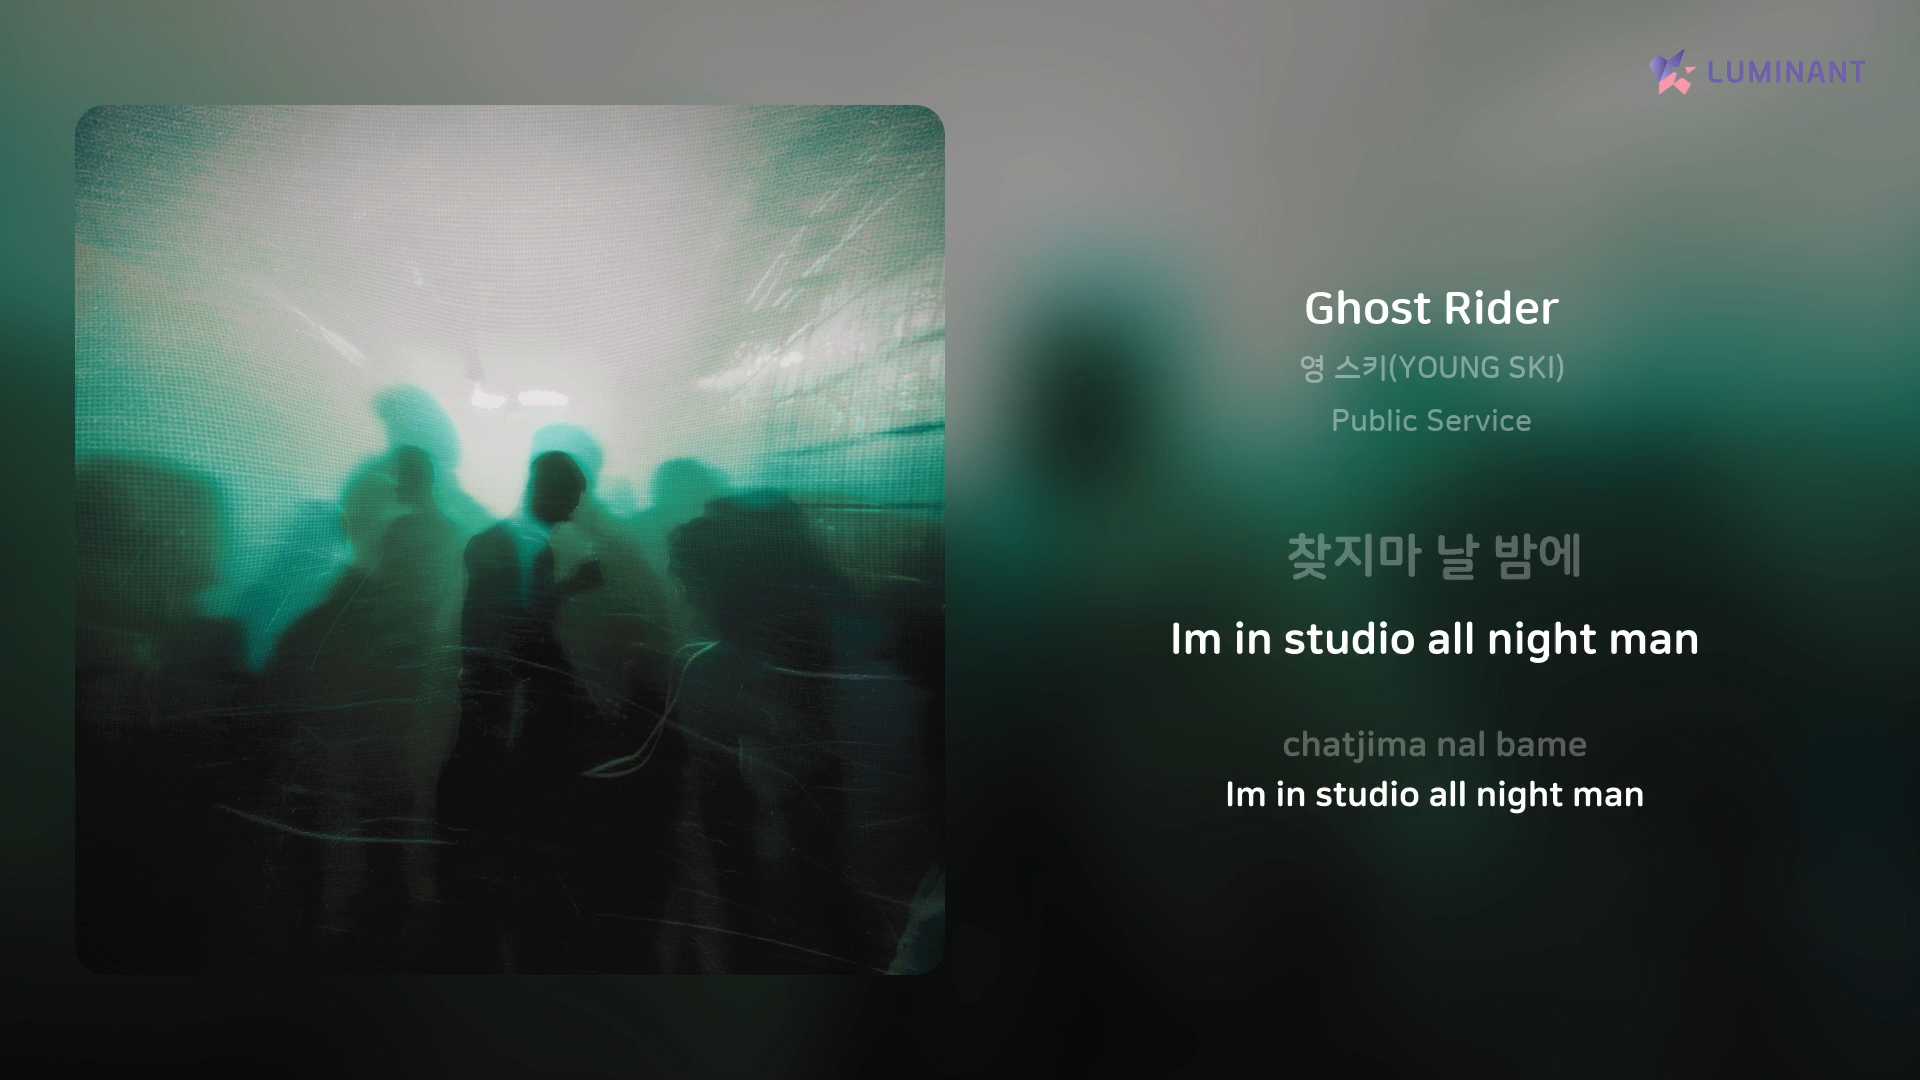 LUMINANT
Ghost Rider
영 스키(YOUNG SKI)
Public Service
찾지마 날 밤에
Im in studio all night man
chatjima nal bame
Im in studio all night man